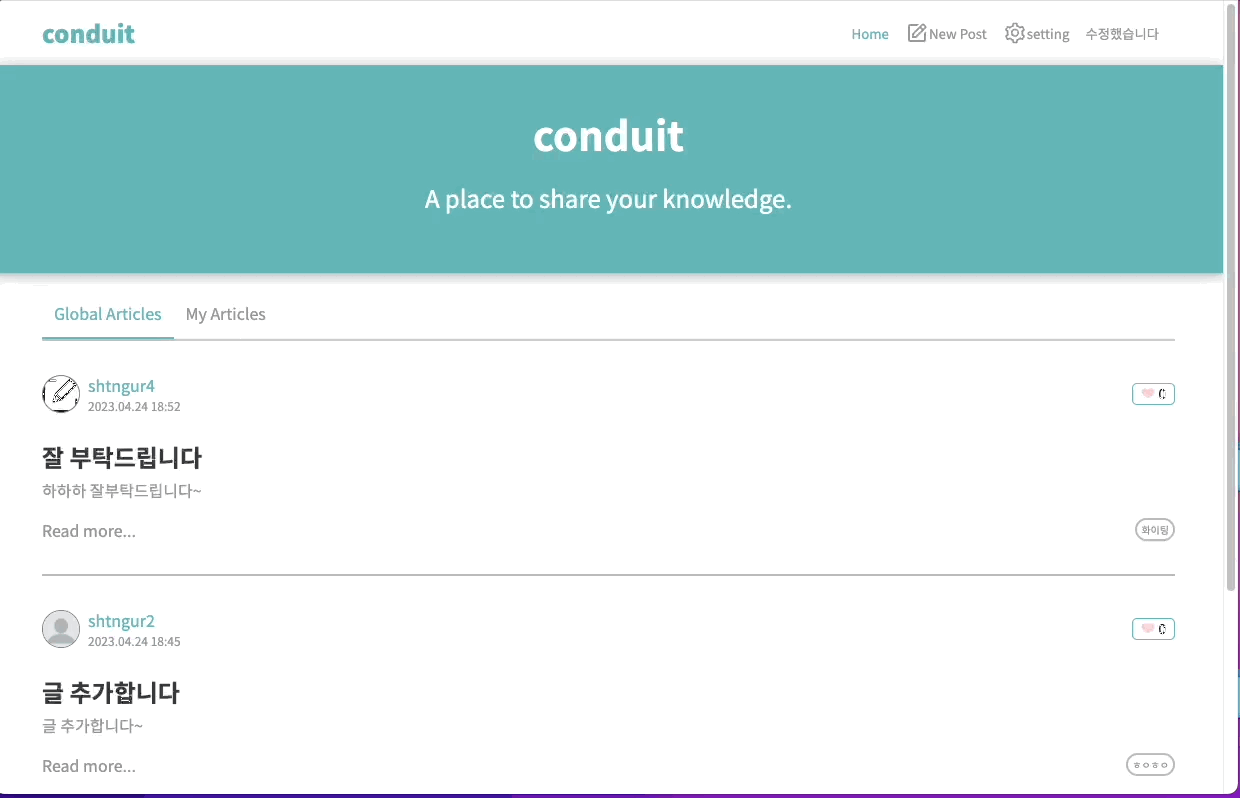 conduit
Home New Post setting 수정했습니다
conduit
A place to share your knowledge.
Global Articles My Articles
shtngur4
2023.04.24 18:52
0
잘 부탁드립니다
하하하 잘부탁드립니다~
Read more...
화이팅
shtngur2
2023.04.24 18:45
0
글 추가합니다
글 추가합니다~
Read more...
ㅎㅇㅎㅇ